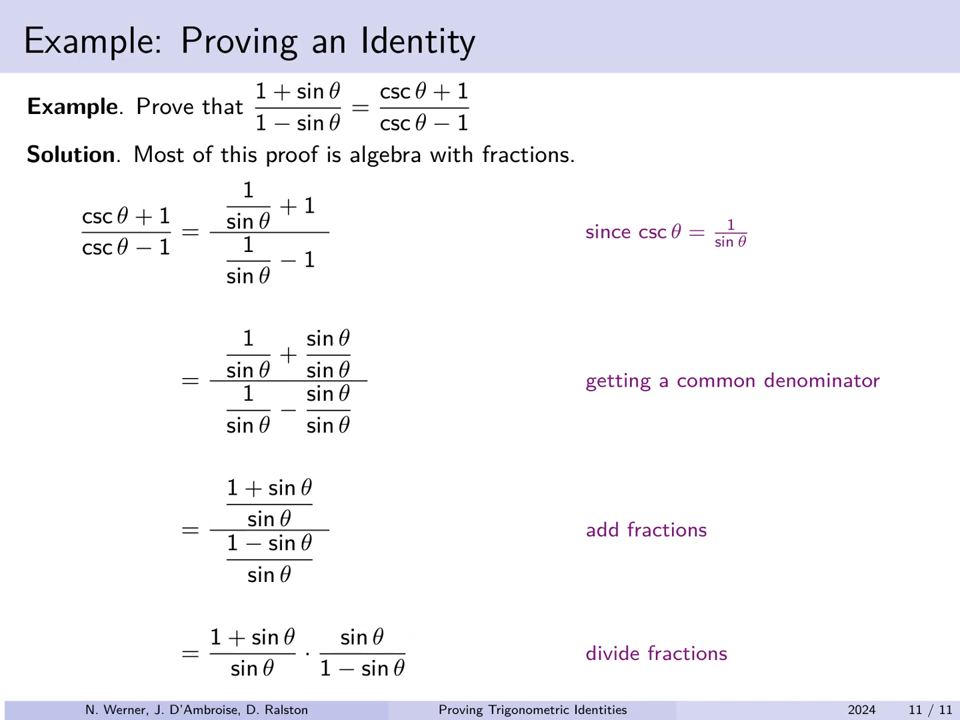 Example: Proving an Identity
Example. Prove that (1 + sin θ)/(1 − sin θ) = (csc θ + 1)/(csc θ − 1)
Solution. Most of this proof is algebra with fractions.
(csc θ + 1)/(csc θ − 1) = (1/(sin θ) + 1)/(1/(sin θ) − 1) since csc θ = 1/(sin θ)
= (1/(sin θ) + (sin θ)/(sin θ))/(1/(sin θ) − (sin θ)/(sin θ)) getting a common denominator
= ((1 + sin θ)/(sin θ))/((1 − sin θ)/(sin θ)) add fractions
= (1 + sin θ)/(sin θ) · (sin θ)/(1 − sin θ) divide fractions
N. Werner, J. D'Ambroise, D. Ralston Proving Trigonometric Identities 2024 11 / 11